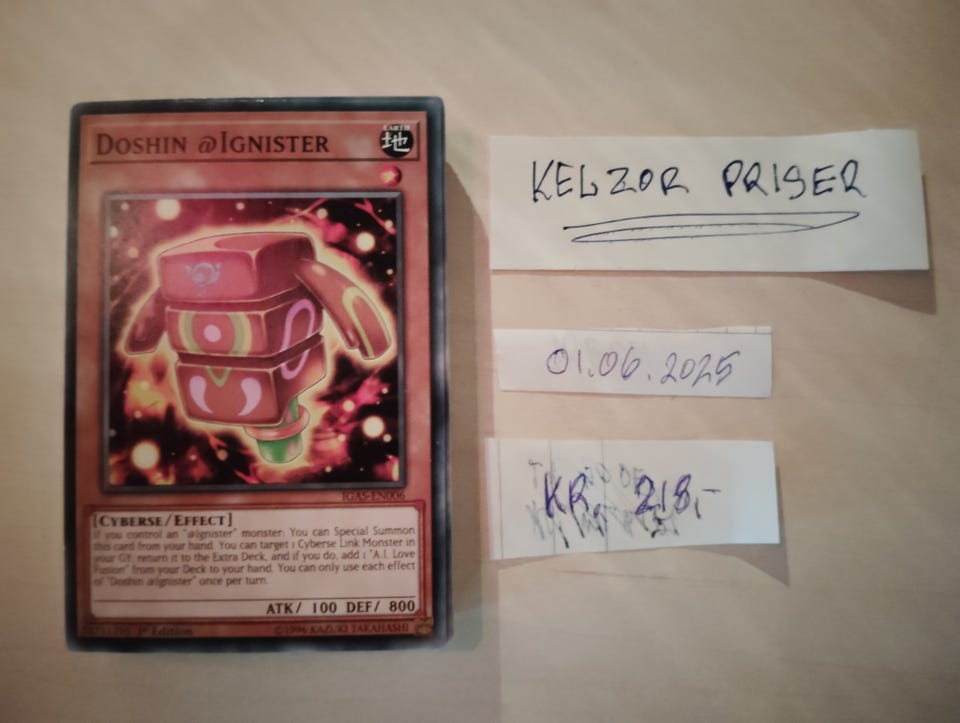 DOSHIN @IGNISTER
EARTH
地
IGAS-EN006
[CYBERSE/EFFECT]
If you control an "@Ignister" monster: You can Special Summon
this card from your hand. You can target 1 Cyberse Link Monster in
your GY; return it to the Extra Deck, and if you do, add 1 "A.I. Love
Fusion" from your Deck to your hand. You can only use each effect
of "Doshin @Ignister" once per turn.
ATK/ 100 DEF/ 800
1st Edition
©1996 KAZUKI TAKAHASHI
KELZOR PRISER
01.06.2025
KR, 218,-